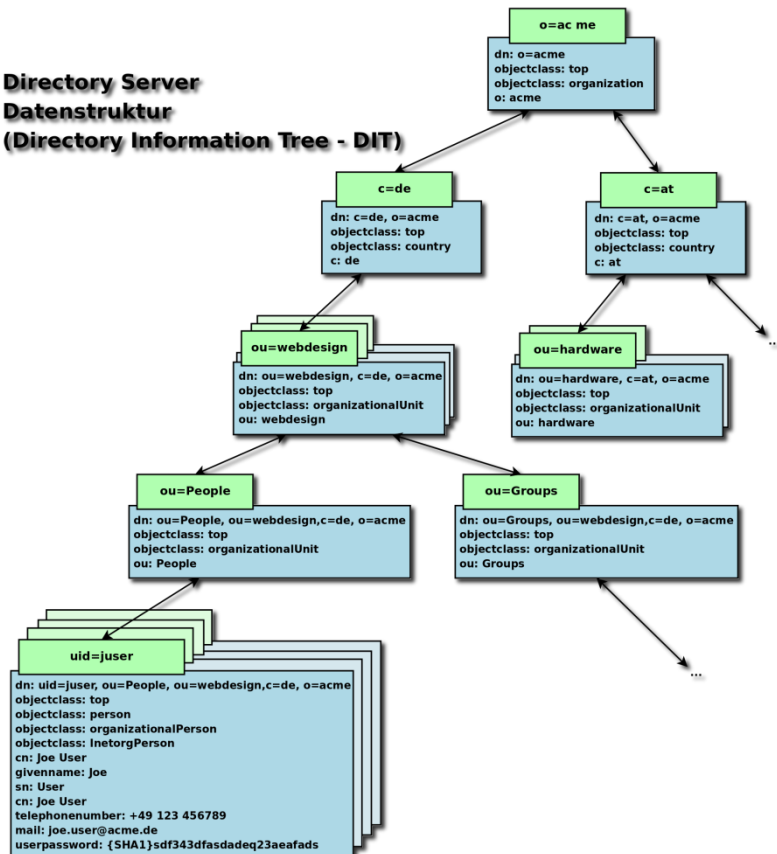 o=ac me
dn: o=acme
objectclass: top
objectclass: organization
o: acme
Directory Server
Datenstruktur
(Directory Information Tree - DIT)
c=de
dn: c=de, o=acme
objectclass: top
objectclass: country
c: de
c=at
dn: c=at, o=acme
objectclass: top
objectclass: country
c: at
...
ou=webdesign
dn: ou=webdesign, c=de, o=acme
objectclass: top
objectclass: organizationalUnit
ou: webdesign
ou=hardware
dn: ou=hardware, c=at, o=acme
objectclass: top
objectclass: organizationalUnit
ou: hardware
ou=People
dn: ou=People, ou=webdesign,c=de, o=acme
objectclass: top
objectclass: organizationalUnit
ou: People
ou=Groups
dn: ou=Groups, ou=webdesign,c=de, o=acme
objectclass: top
objectclass: organizationalUnit
ou: Groups
...
uid=juser
dn: uid=juser, ou=People, ou=webdesign,c=de, o=acme
objectclass: top
objectclass: person
objectclass: organizationalPerson
objectclass: InetorgPerson
cn: Joe User
givenname: Joe
sn: User
cn: Joe User
telephonenumber: +49 123 456789
mail: joe.user@acme.de
userpassword: {SHA1}sdf343dfasdadeq23aeafads